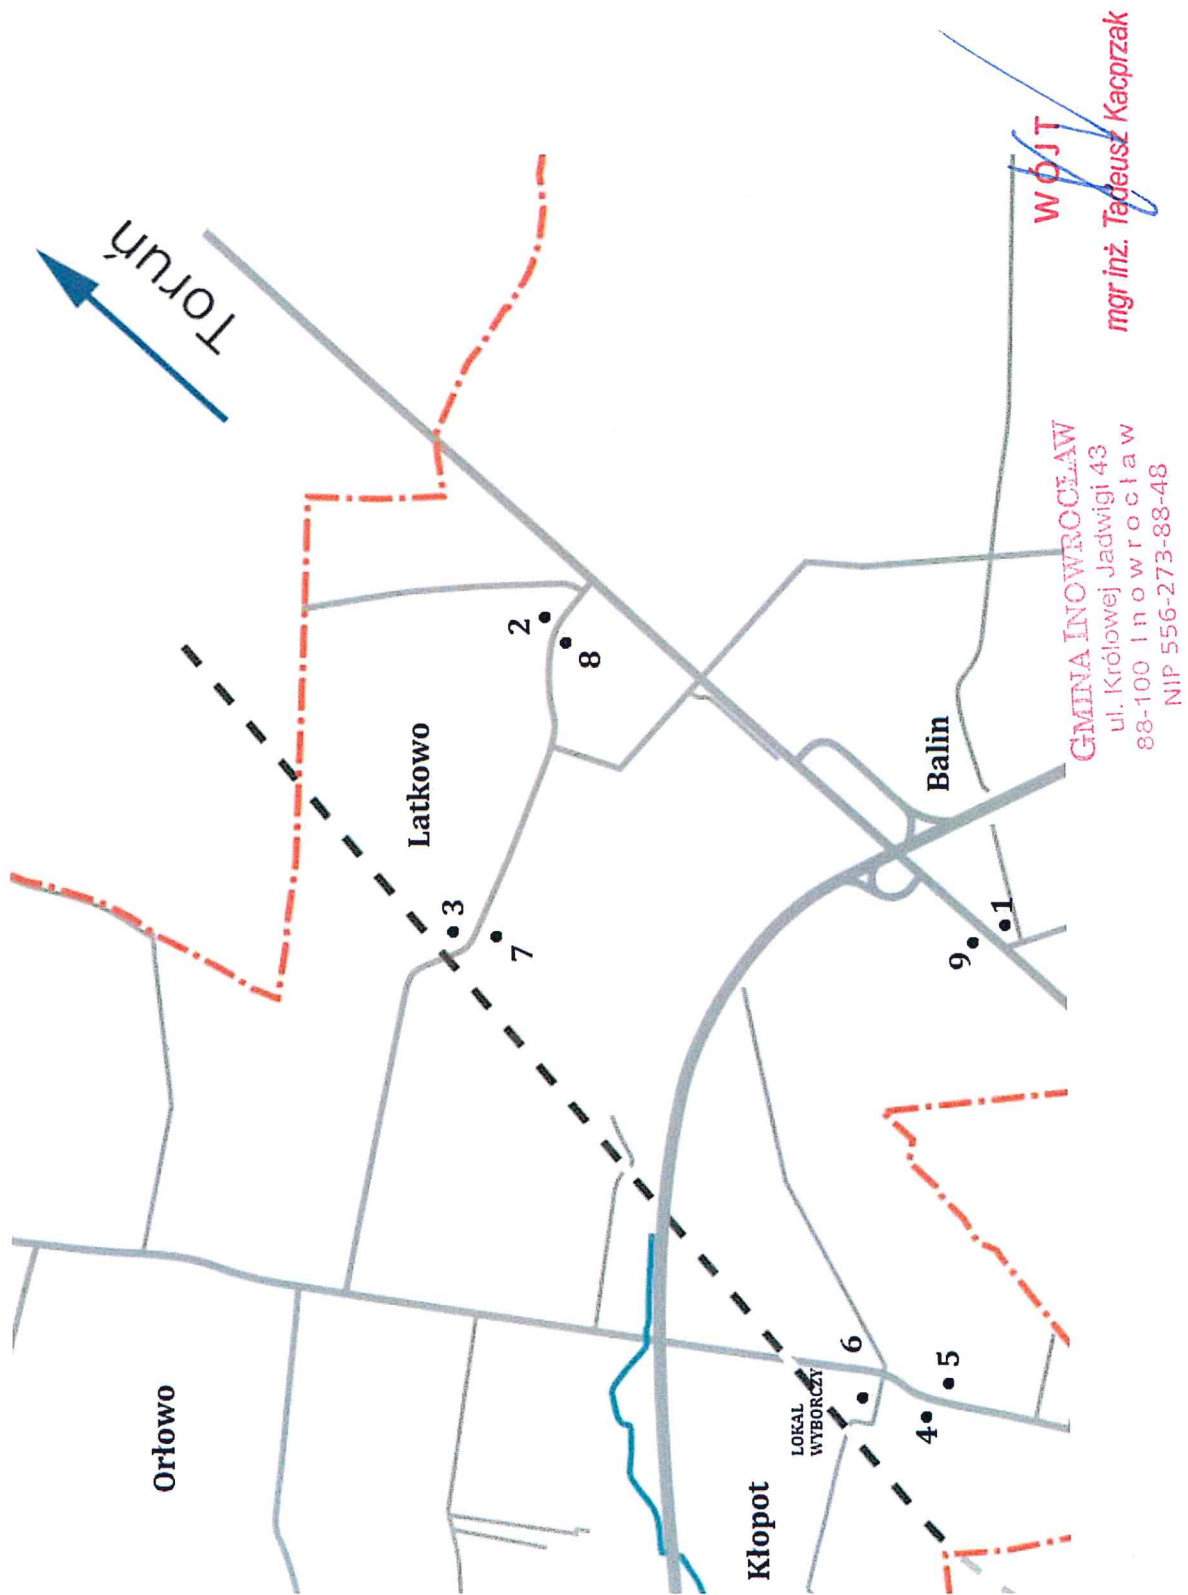 Orłowo
Toruń
Latkowo
3
7
2
8
Kłopot
LOKAL
WYBORCZY
6
4
5
Balin
9
1
GMINA INOWROCŁAW
ul. Królowej Jadwigi 43
88-100 Inowrocław
NIP 556-273-88-48
WÓJT
mgr inż. Tadeusz Kacprzak